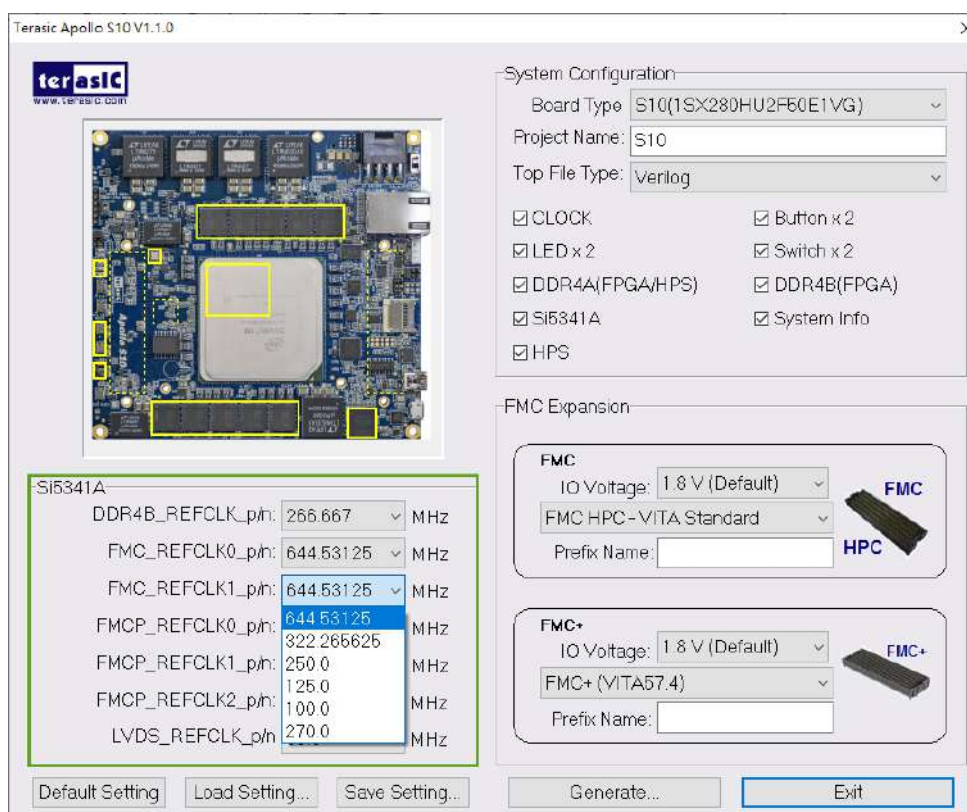 Terasic Apollo S10 V1.1.0
terasIC
www.terasic.com
Apollo S10
System Configuration
Board Type S10(1SX280HU2F50E1VG)
Project Name: S10
Top File Type: Verilog
CLOCK Button x 2
LED x 2 Switch x 2
DDR4A(FPGA/HPS) DDR4B(FPGA)
Si5341A System Info
HPS
Si5341A
DDR4B_REFCLK_p/n: 266.667 MHz
FMC_REFCLK0_p/n: 644.53125 MHz
FMC_REFCLK1_p/n: 644.53125 MHz
FMCP_REFCLK0_p/n: MHz
FMCP_REFCLK1_p/n: MHz
FMCP_REFCLK2_p/n: MHz
LVDS_REFCLK_p/n MHz
644.53125
322.265625
250.0
125.0
100.0
270.0
FMC Expansion
FMC
IO Voltage: 1.8 V (Default)
FMC HPC - VITA Standard
Prefix Name:
FMC
HPC
FMC+
IO Voltage: 1.8 V (Default)
FMC+ (VITA57.4)
Prefix Name:
FMC+
Default Setting Load Setting... Save Setting... Generate... Exit